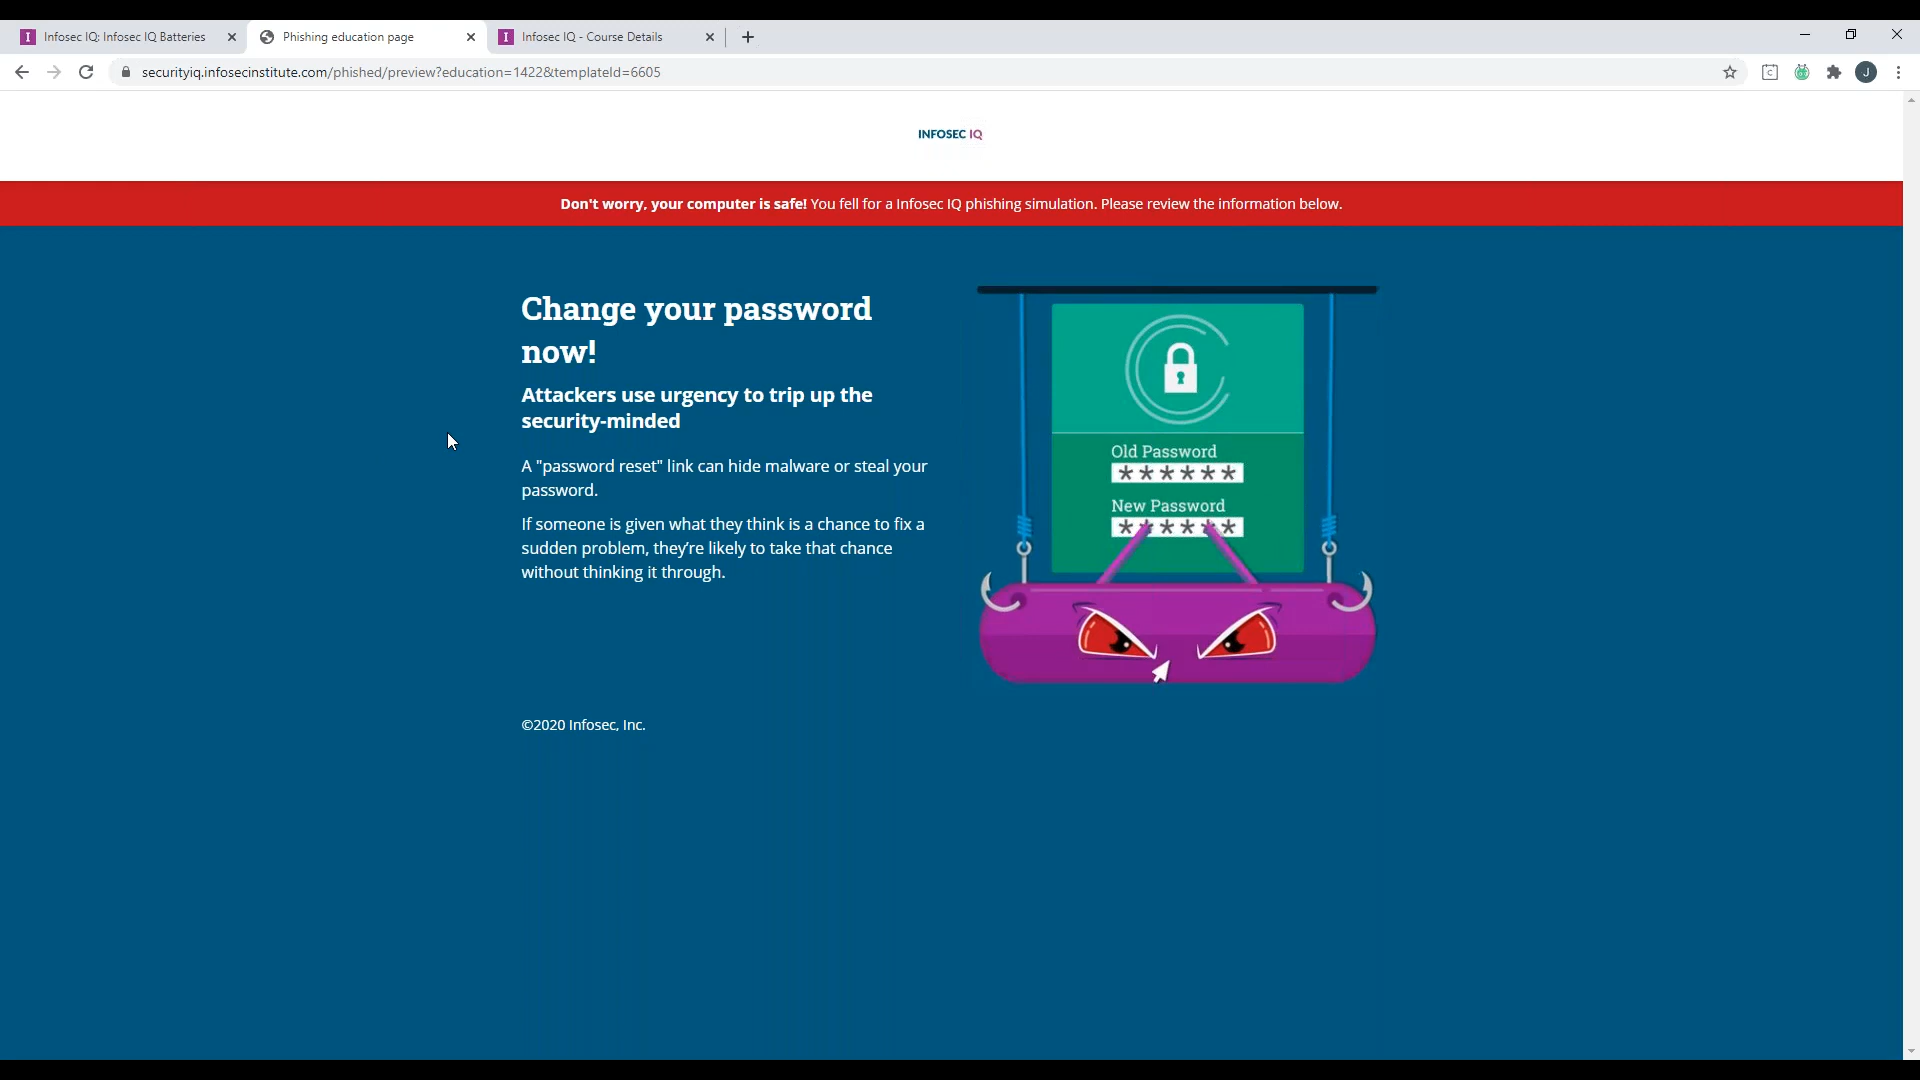 Infosec IQ: Infosec IQ Batteries
Phishing education page
Infosec IQ - Course Details
securityiq.infosecinstitute.com/phished/preview?education=1422&templateId=6605
J
INFOSEC IQ
Don't worry, your computer is safe! You fell for a Infosec IQ phishing simulation. Please review the information below.
Change your password
now!
Attackers use urgency to trip up the
security-minded
A "password reset" link can hide malware or steal your
password.
If someone is given what they think is a chance to fix a
sudden problem, they're likely to take that chance
without thinking it through.
Old Password
******
New Password
******
©2020 Infosec, Inc.